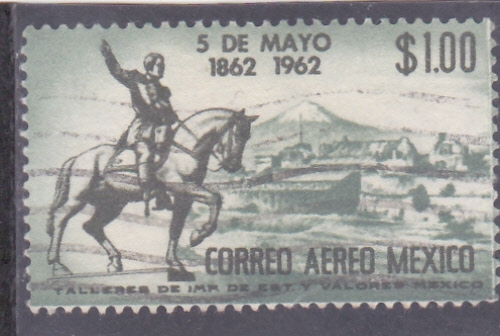 5 DE MAYO
1862 1962
$1.00
CORREO AEREO MEXICO
TALLERES DE IMP. DE EST. Y VALORES MEXICO